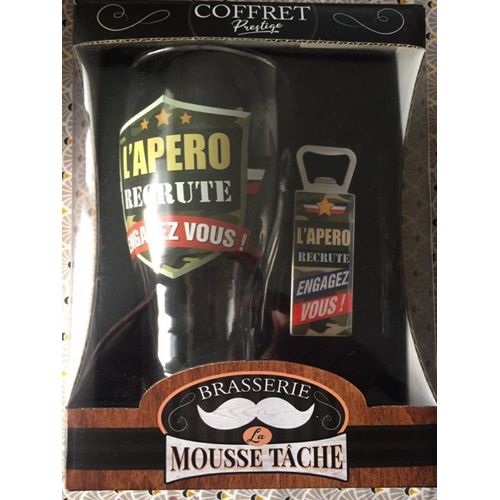 COFFRET
Prestige
L'APERO
RECRUTE
ENGAGEZ VOUS !
L'APERO
RECRUTE
ENGAGEZ
VOUS !
BRASSERIE
La
MOUSSE TÂCHE